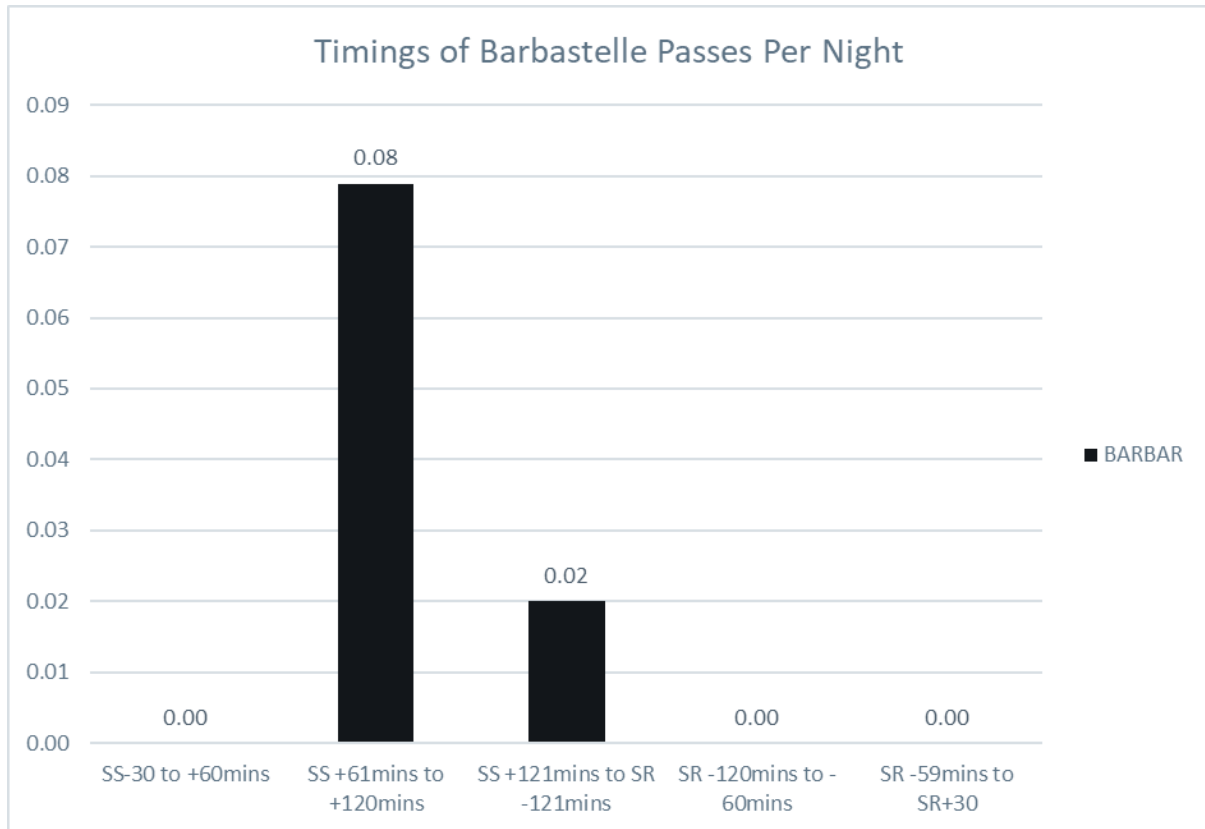 Timings of Barbastelle Passes Per Night
0.09
0.08
0.07
0.06
0.05
0.04
0.03
0.02
0.01
0.00
0.00
0.08
0.02
0.00
0.00
SS-30 to +60mins
SS +61mins to
+120mins
SS +121mins to SR
-121mins
SR -120mins to -
60mins
SR -59mins to
SR+30
BARBAR